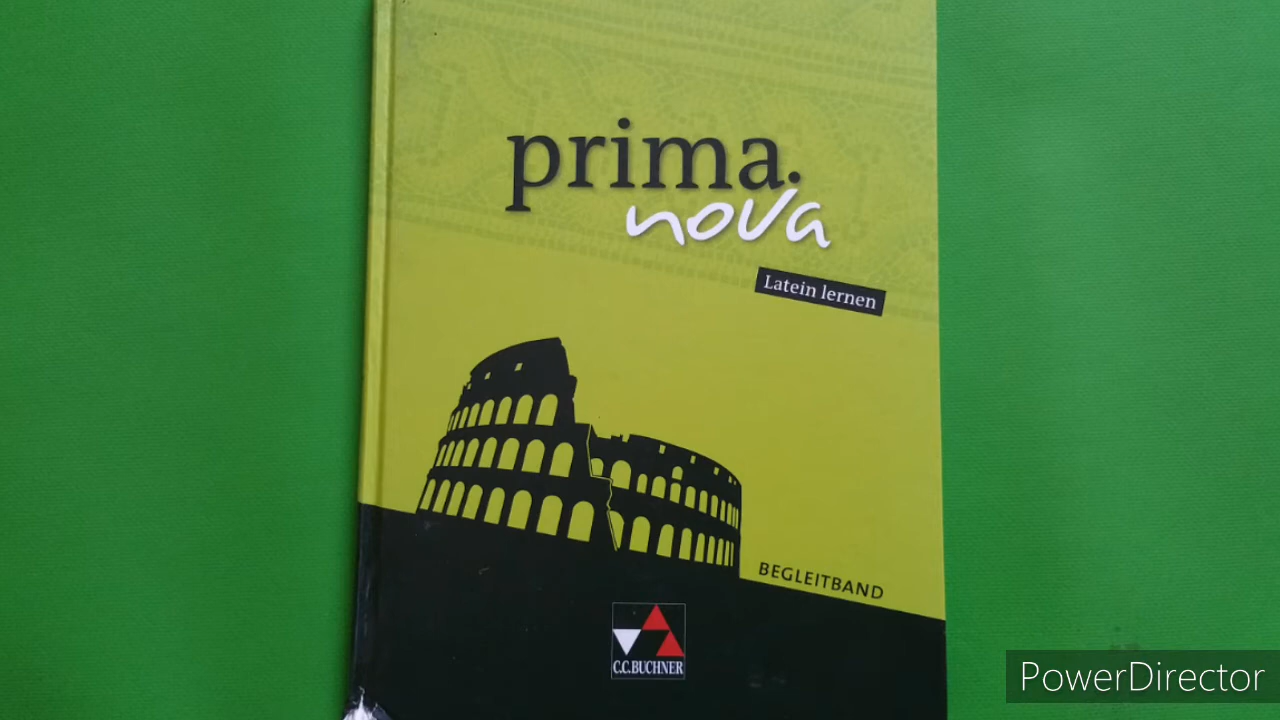 prima.
nova
Latein lernen
BEGLEITBAND
C.C.BUCHNER
PowerDirector